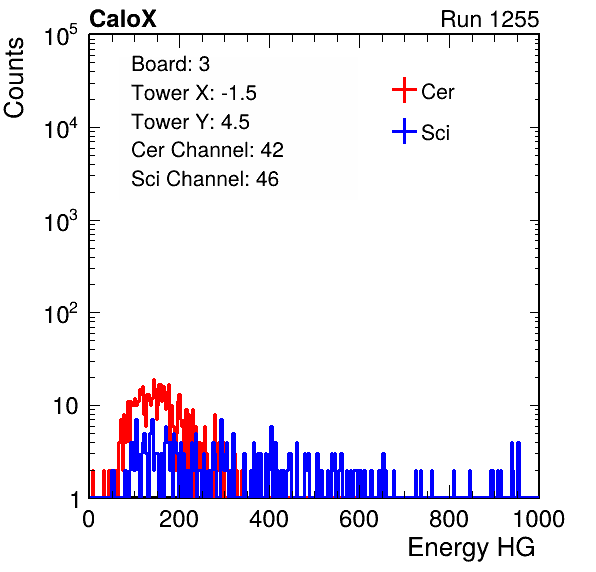 CaloX Run 1255
Counts
Board: 3
Tower X: -1.5
Tower Y: 4.5
Cer Channel: 42
Sci Channel: 46
Cer
Sci
10^5
10^4
10^3
10^2
10
1
0 200 400 600 800 1000
Energy HG